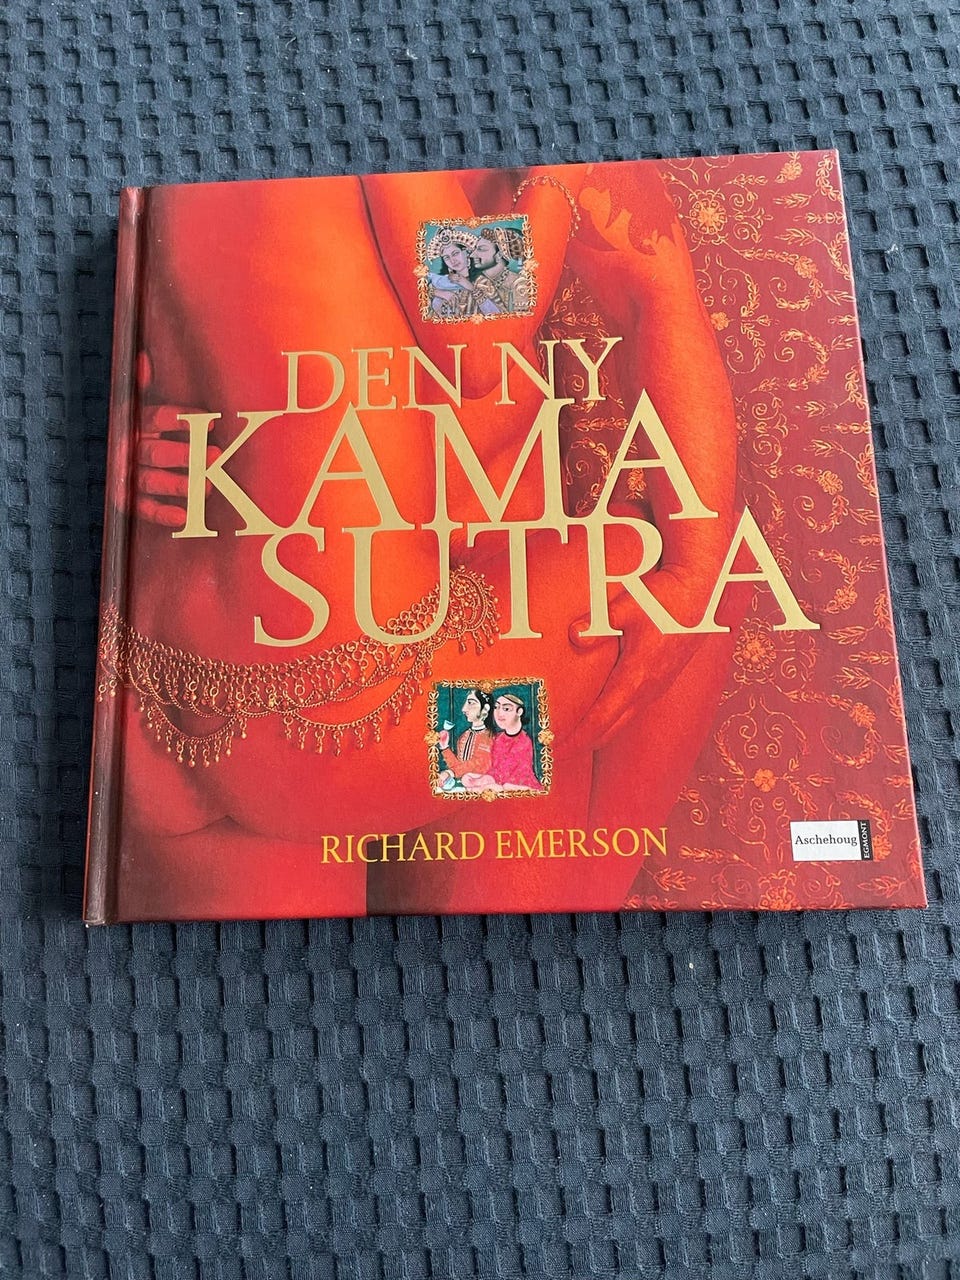 DEN NY
KAMA
SUTRA
RICHARD EMERSON
Aschehoug
EGMONT